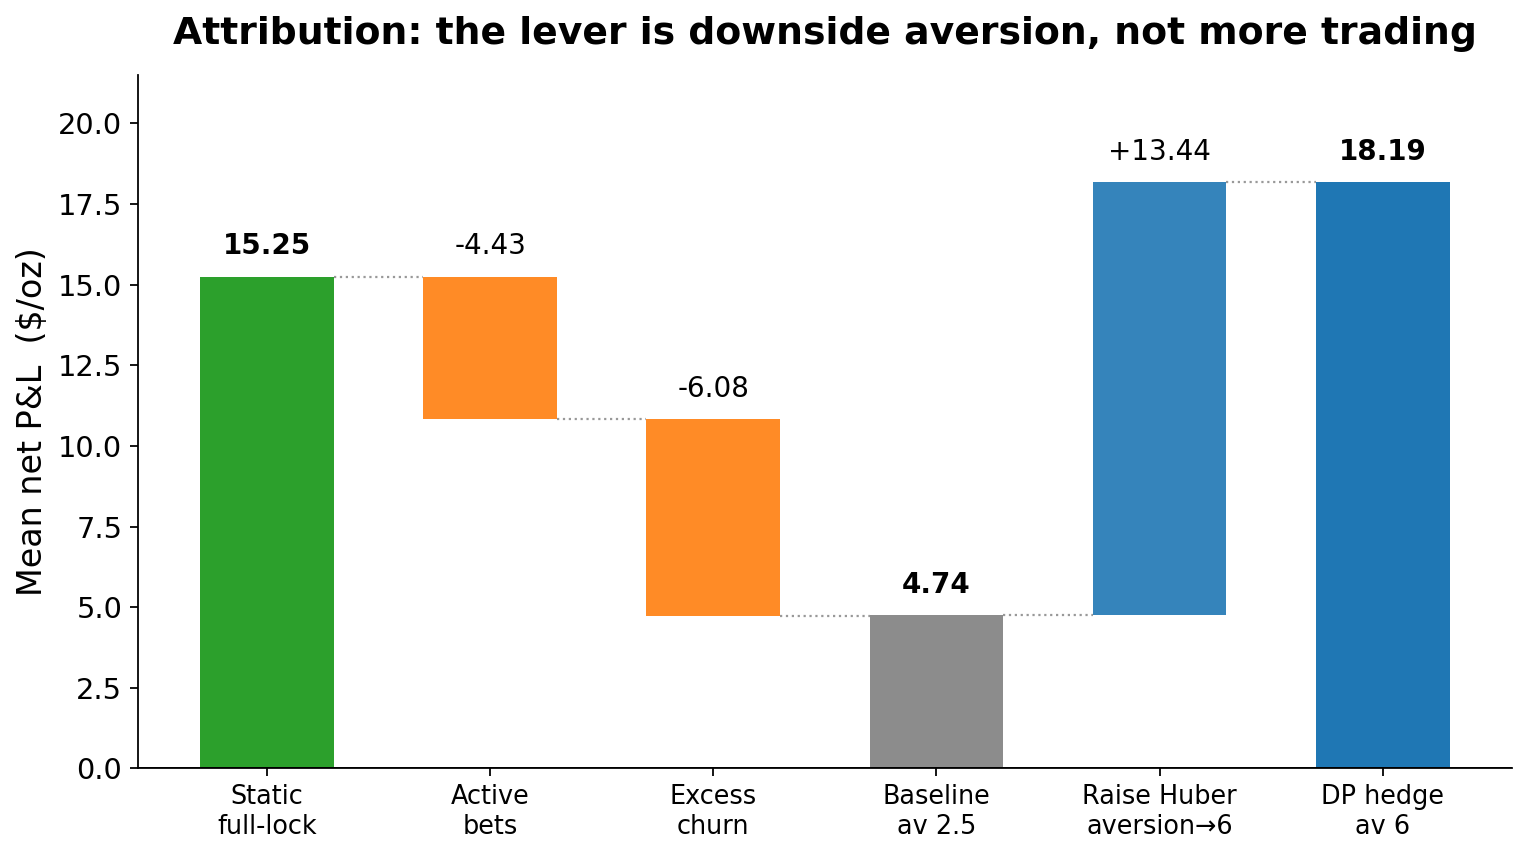 Attribution: the lever is downside aversion, not more trading
Mean net P&L  ($/oz)
20.0
17.5
15.0
12.5
10.0
7.5
5.0
2.5
0.0
15.25
-4.43
-6.08
4.74
+13.44
18.19
Static
full-lock
Active
bets
Excess
churn
Baseline
av 2.5
Raise Huber
aversion→6
DP hedge
av 6